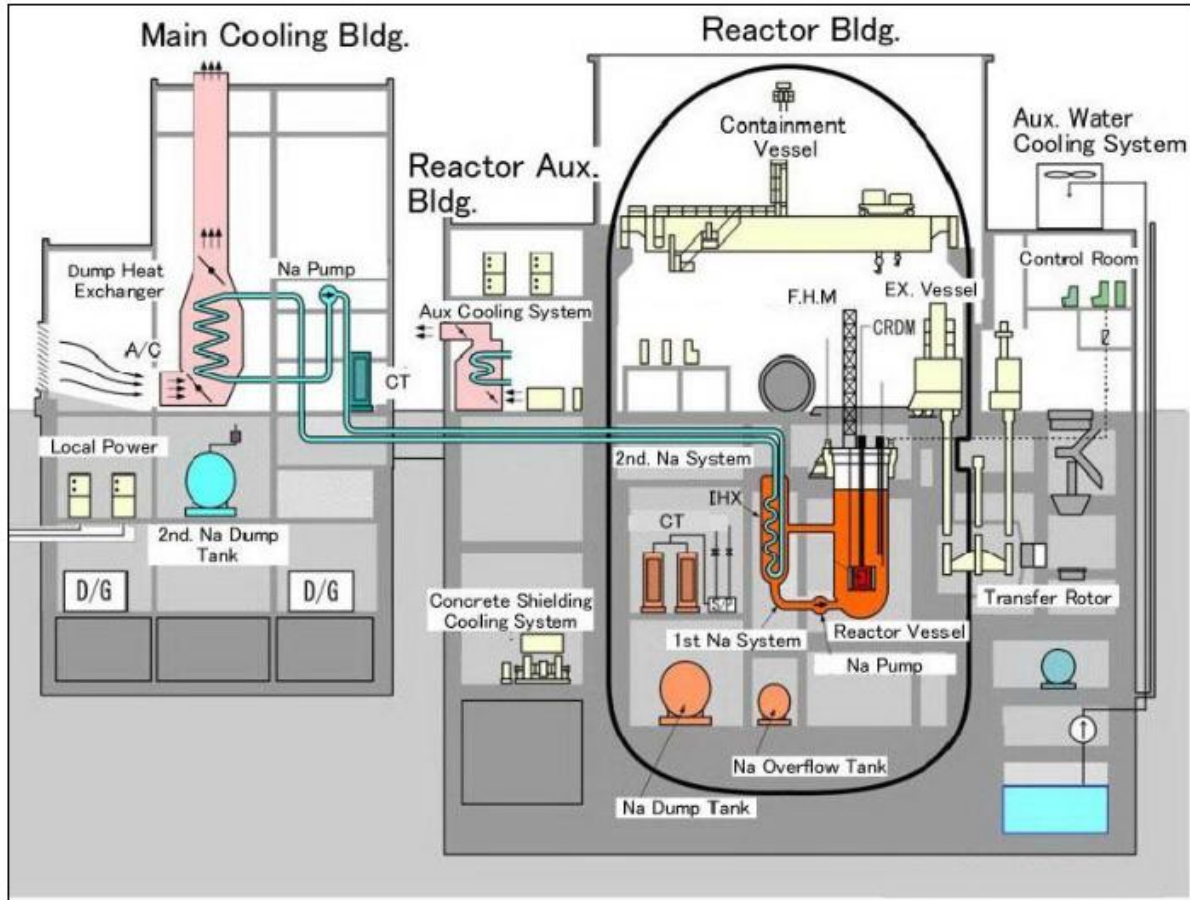 Main Cooling Bldg.
Reactor Bldg.
Containment
Vessel
Aux. Water
Cooling System
Reactor Aux.
Bldg.
Dump Heat
Exchanger
Na Pump
Control Room
F.H.M
EX. Vessel
Aux Cooling System
CRDM
A/C
CT
Local Power
2nd. Na System
IHX
2nd. Na Dump
Tank
CT
D/G
D/G
S/P
Transfer Rotor
Concrete Shielding
Cooling System
1st Na System
Reactor Vessel
Na Pump
Na Overflow Tank
Na Dump Tank